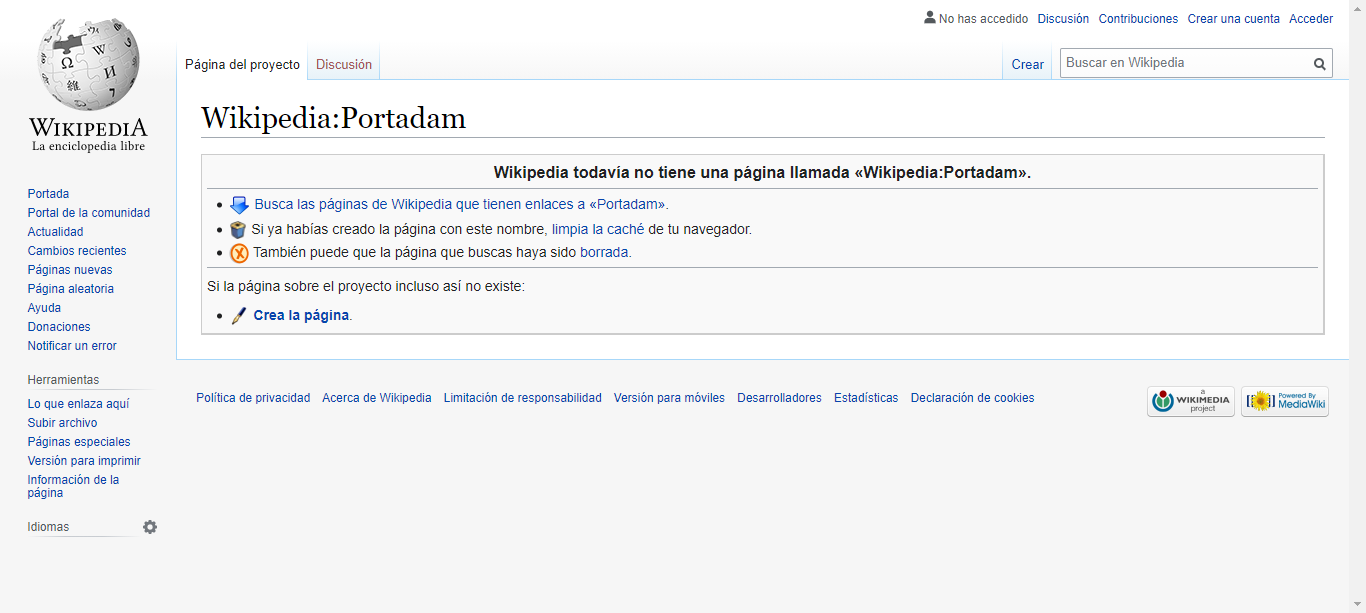 No has accedido Discusión Contribuciones Crear una cuenta Acceder
Página del proyecto Discusión Crear Buscar en Wikipedia
WIKIPEDIA
La enciclopedia libre
Wikipedia:Portadam
Wikipedia todavía no tiene una página llamada «Wikipedia:Portadam».
Busca las páginas de Wikipedia que tienen enlaces a «Portadam».
Si ya habías creado la página con este nombre, limpia la caché de tu navegador.
También puede que la página que buscas haya sido borrada.
Si la página sobre el proyecto incluso así no existe:
Crea la página.
Portada
Portal de la comunidad
Actualidad
Cambios recientes
Páginas nuevas
Página aleatoria
Ayuda
Donaciones
Notificar un error
Herramientas
Lo que enlaza aquí
Subir archivo
Páginas especiales
Versión para imprimir
Información de la
página
Idiomas
Política de privacidad Acerca de Wikipedia Limitación de responsabilidad Versión para móviles Desarrolladores Estadísticas Declaración de cookies
a
WIKIMEDIA
project
Powered By
MediaWiki